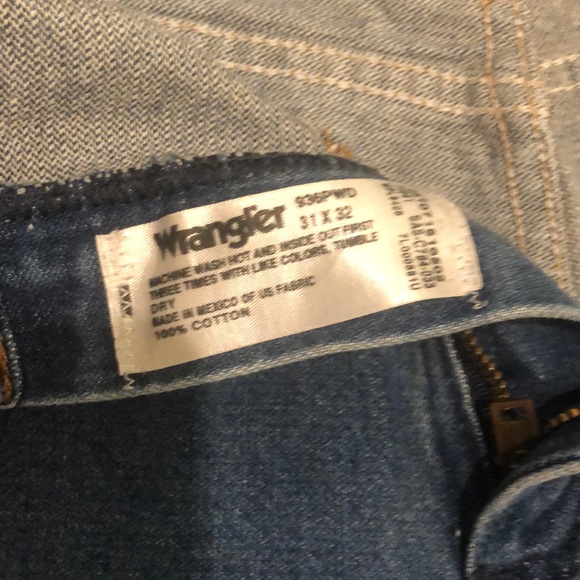 Wrangler 936PWD
31 X 32
MACHINE WASH HOT AND INSIDE OUT FIRST
THREE TIMES WITH LIKE COLORS, TUMBLE
DRY
MADE IN MEXICO OF US FABRIC
100% COTTON